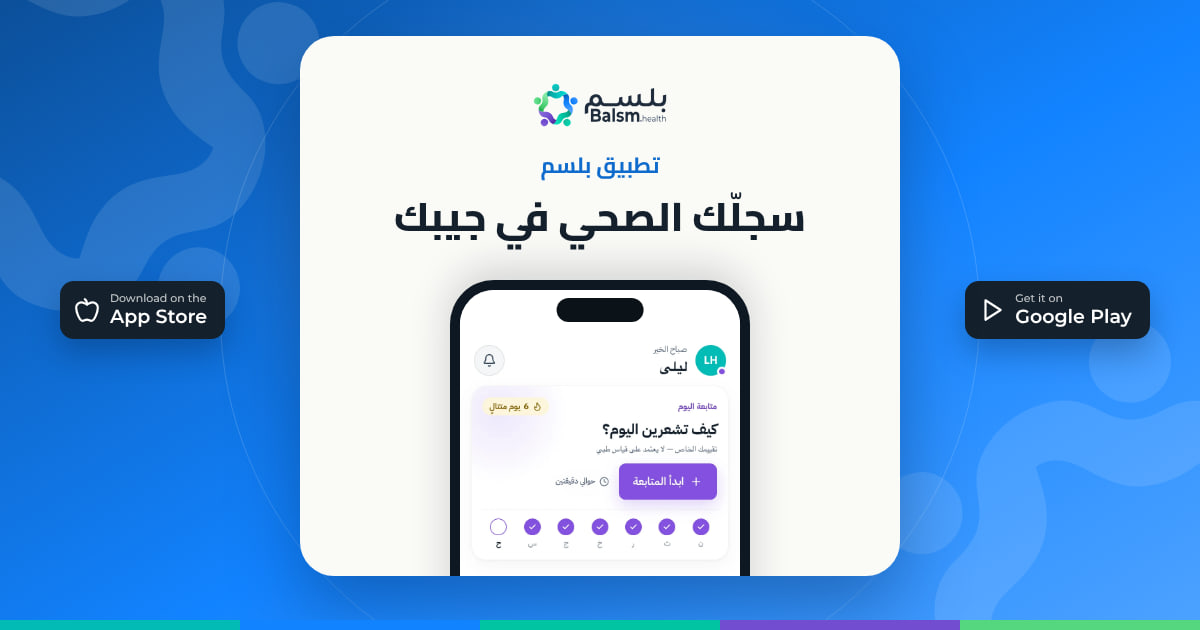 بلسم
Balsm.health
تطبيق بلسم
سجلّك الصحي في جيبك
Download on the
App Store
Get it on
Google Play
صباح الخير
ليلى
LH
متابعة اليوم
6 يوم متتالٍ
كيف تشعرين اليوم؟
تقييمك الخاص — لا يعتمد على قياس طبي
+ ابدأ المتابعة
حوالي دقيقتين
ن ث ر خ ج س ح